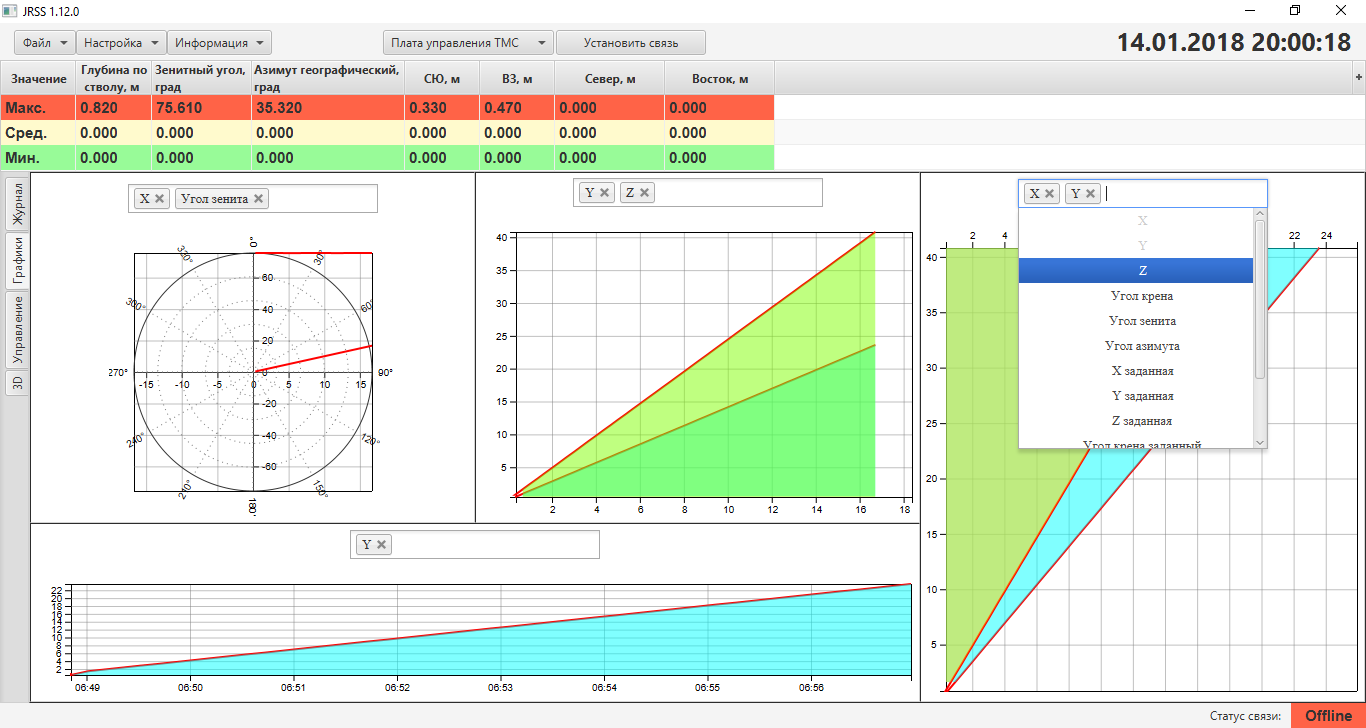 JRSS 1.12.0
Файл Настройка Информация Плата управления ТМС Установить связь 14.01.2018 20:00:18
Значение Глубина по стволу, м Зенитный угол, град Азимут географический, град СЮ, м ВЗ, м Север, м Восток, м +
Макс. 0.820 75.610 35.320 0.330 0.470 0.000 0.000
Сред. 0.000 0.000 0.000 0.000 0.000 0.000 0.000
Мин. 0.000 0.000 0.000 0.000 0.000 0.000 0.000
Журнал
Графики
Управление
3D
X Угол зенита
°0
330° 30°
300° 60°
270° 90°
240° 120°
240° 150°
180°
60
40
20
0
-20
-40
-60
-15 -10 -5 0 5 10 15
Y Z
40
35
30
25
20
15
10
5
2 4 6 8 10 12 14 16 18
X Y
X
Y
Z
Угол крена
Угол зенита
Угол азимута
X заданная
Y заданная
Z заданная
Угол крена заданный
2 4 22 24
40
35
30
25
20
15
10
5
Y
22
20
18
16
14
12
10
8
6
4
2
06:49 06:50 06:51 06:52 06:53 06:54 06:55 06:56
Статус связи: Offline